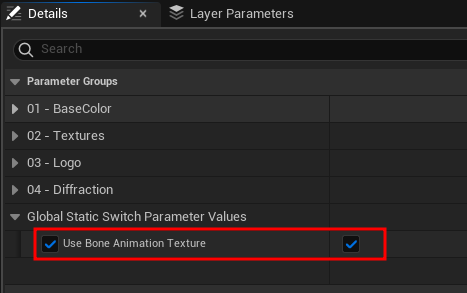 Details
Layer Parameters
Search
Parameter Groups
01 - BaseColor
02 - Textures
03 - Logo
04 - Diffraction
Global Static Switch Parameter Values
Use Bone Animation Texture